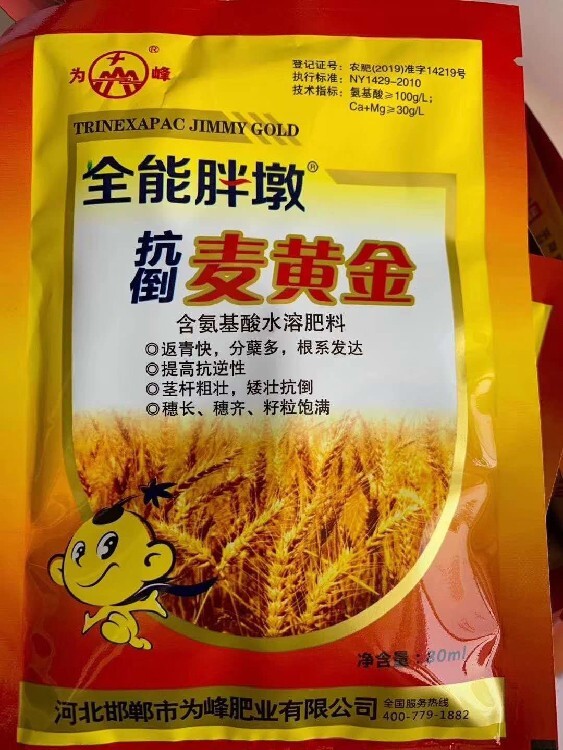 为峰®
登记证号：农肥(2019)准字14219号
执行标准：NY1429-2010
技术指标：氨基酸≥100g/L；
Ca+Mg≥30g/L
TRINEXAPAC JIMMY GOLD
全能胖墩®
抗倒
麦黄金
含氨基酸水溶肥料
◎返青快，分蘖多，根系发达
◎提高抗逆性
◎茎杆粗壮，矮壮抗倒
◎穗长、穗齐、籽粒饱满
净含量：80ml
河北邯郸市为峰肥业有限公司
全国服务热线
400-779-1882